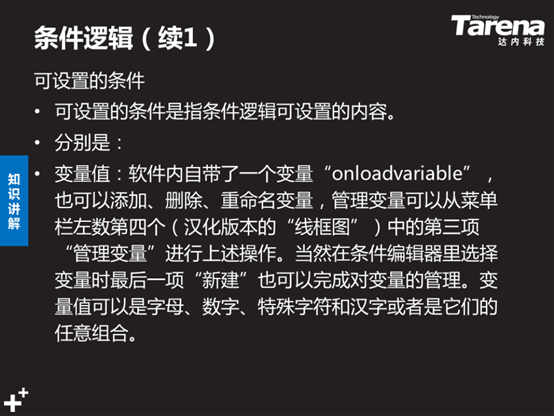 条件逻辑（续1）
Technology
Tarena
达内科技
可设置的条件
• 可设置的条件是指条件逻辑可设置的内容。
• 分别是：
知识讲解
• 变量值：软件内自带了一个变量“onloadvariable”，
也可以添加、删除、重命名变量，管理变量可以从菜单
栏左数第四个（汉化版本的“线框图”）中的第三项
“管理变量”进行上述操作。当然在条件编辑器里选择
变量时最后一项“新建”也可以完成对变量的管理。变
量值可以是字母、数字、特殊字符和汉字或者是它们的
任意组合。